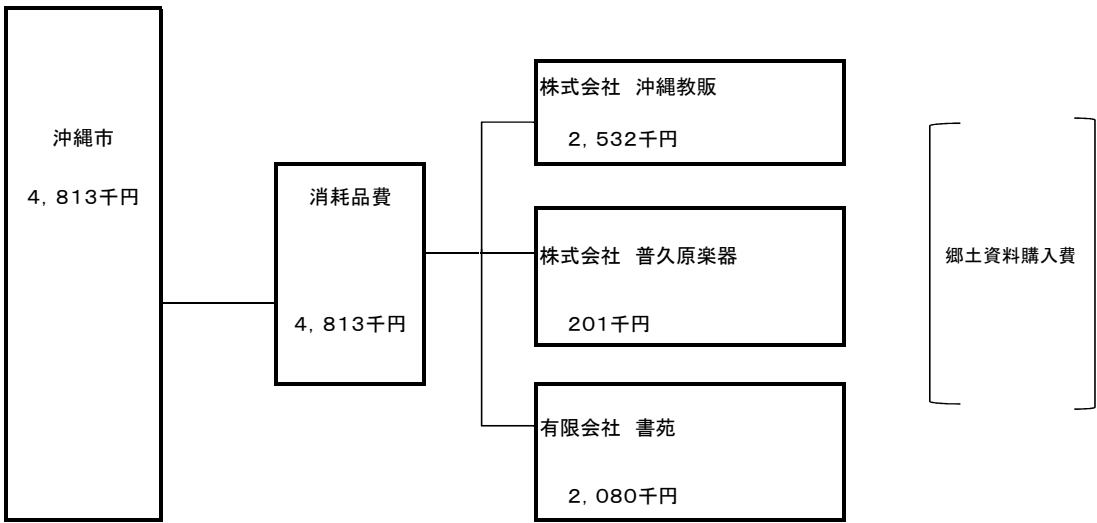 沖縄市
４，８１３千円
消耗品費
４，８１３千円
株式会社　沖縄教販
２，５３２千円
株式会社　普久原楽器
２０１千円
有限会社　書苑
２，０８０千円
郷土資料購入費